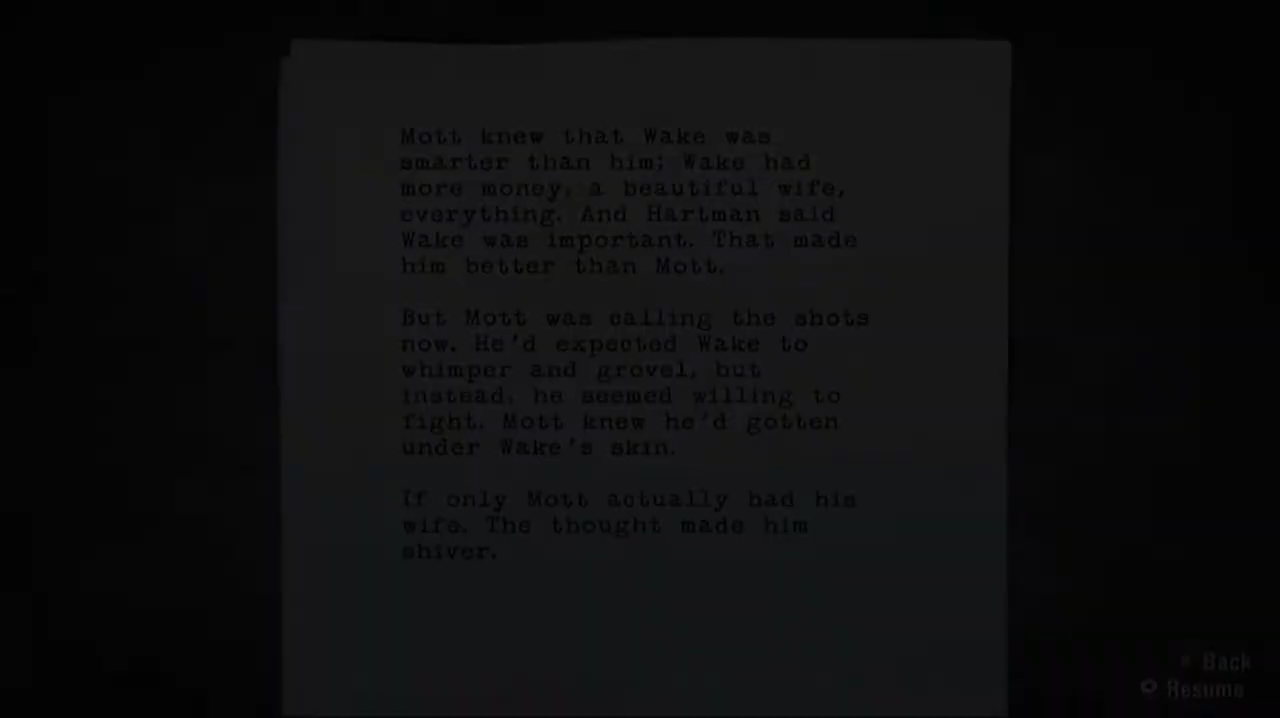 Mott knew that Wake was
smarter than him; Wake had
more money, a beautiful wife,
everything. And Hartman said
Wake was important. That made
him better than Mott.
But Mott was calling the shots
now. He'd expected Wake to
whimper and grovel, but
instead, he seemed willing to
fight. Mott knew he'd gotten
under Wake's skin.
If only Mott actually had his
wife. The thought made him
shiver.
Back
Resume